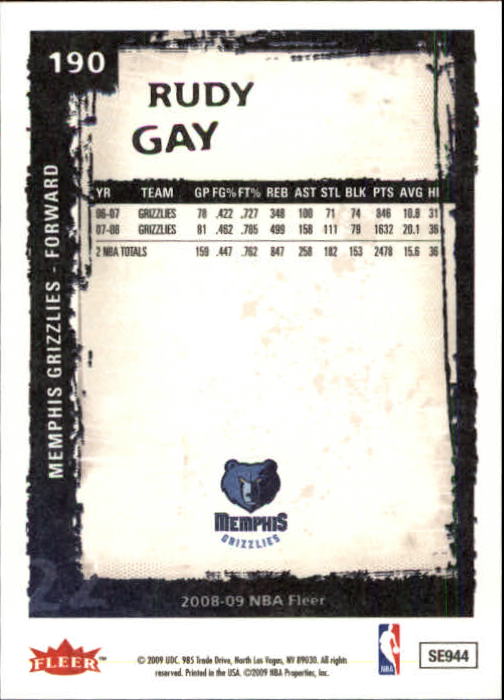 190
RUDY
GAY
MEMPHIS GRIZZLIES - FORWARD
YR TEAM GP FG% FT% REB AST STL BLK PTS AVG HI
06-07 GRIZZLIES 78 .422 .727 348 100 71 74 846 10.8 31
07-08 GRIZZLIES 81 .462 .785 499 158 111 79 1632 20.1 36
2 NBA TOTALS 159 .447 .762 847 258 182 153 2478 15.6 36
MEMPHIS
GRIZZLIES
22
2008-09 NBA Fleer
FLEER™
© 2009 UDC. 985 Trade Drive, North Las Vegas, NV 89030. All rights
reserved. Printed in the USA. ©2009 NBA Properties, Inc.
NBA
SE944